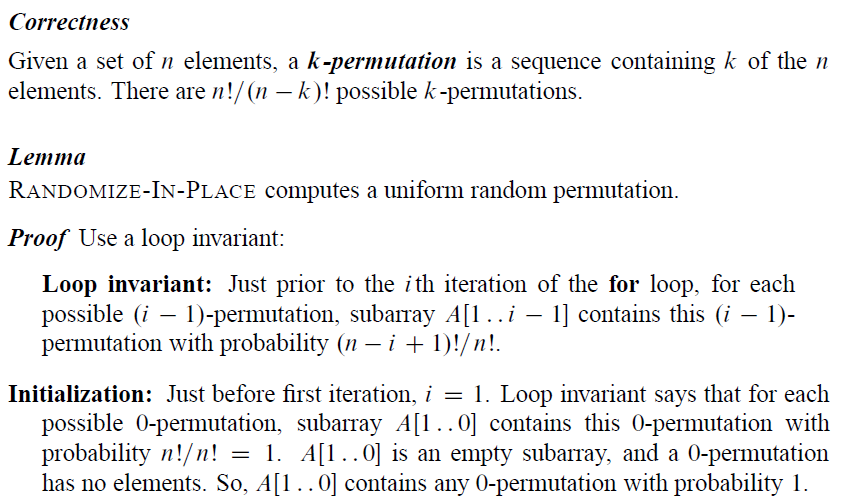 Correctness
Given a set of n elements, a k-permutation is a sequence containing k of the n
elements. There are n!/(n − k)! possible k-permutations.
Lemma
RANDOMIZE-IN-PLACE computes a uniform random permutation.
Proof Use a loop invariant:
Loop invariant: Just prior to the ith iteration of the for loop, for each
possible (i − 1)-permutation, subarray A[1 . . i − 1] contains this (i − 1)-
permutation with probability (n − i + 1)!/n!.
Initialization: Just before first iteration, i = 1. Loop invariant says that for each
possible 0-permutation, subarray A[1 . . 0] contains this 0-permutation with
probability n!/n! = 1. A[1 . . 0] is an empty subarray, and a 0-permutation
has no elements. So, A[1 . . 0] contains any 0-permutation with probability 1.